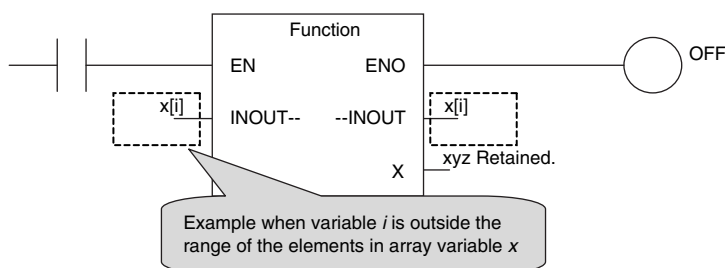 Function
EN ENO OFF
x[i] INOUT-- --INOUT x[i]
X xyz Retained.
Example when variable i is outside the
range of the elements in array variable x